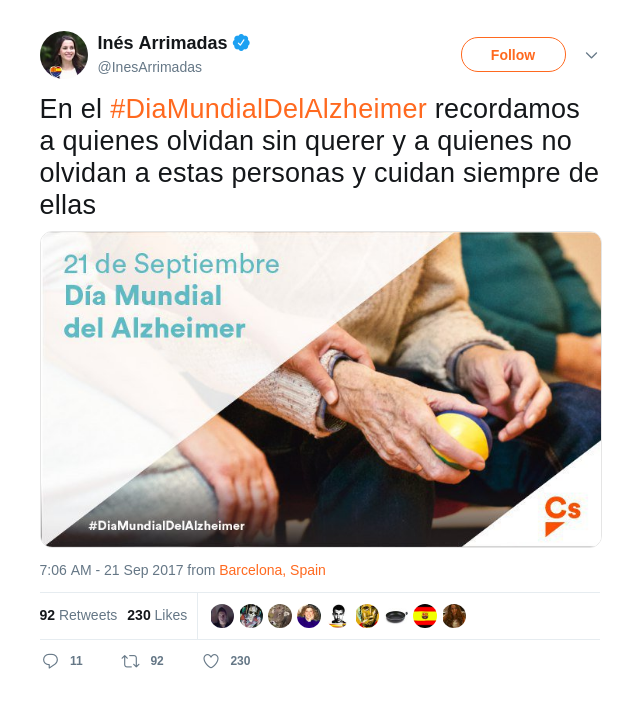 Inés Arrimadas
@InesArrimadas
Follow
En el #DiaMundialDelAlzheimer recordamos
a quienes olvidan sin querer y a quienes no
olvidan a estas personas y cuidan siempre de
ellas
21 de Septiembre
Día Mundial
del Alzheimer
#DiaMundialDelAlzheimer
Cs
7:06 AM - 21 Sep 2017 from Barcelona, Spain
92 Retweets 230 Likes
11 92 230